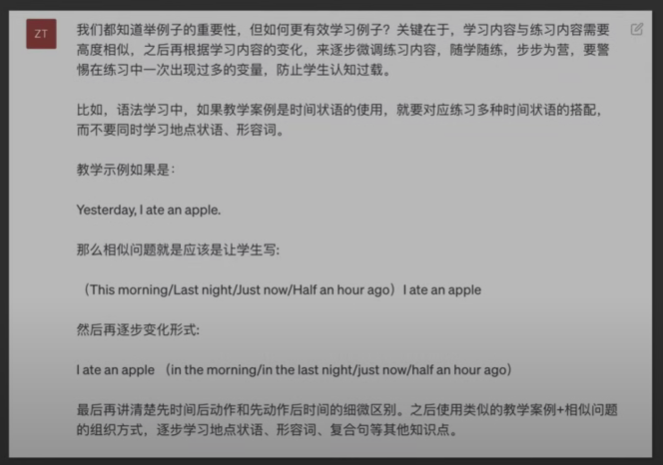 ZT
我们都知道举例子的重要性，但如何更有效学习例子？关键在于，学习内容与练习内容需要
高度相似，之后再根据学习内容的变化，来逐步微调练习内容，随学随练，步步为营，要警
惕在练习中一次出现过多的变量，防止学生认知过载。
比如，语法学习中，如果教学案例是时间状语的使用，就要对应练习多种时间状语的搭配，
而不要同时学习地点状语、形容词。
教学示例如果是：
Yesterday, I ate an apple.
那么相似问题就是应该是让学生写:
（This morning/Last night/Just now/Half an hour ago）I ate an apple
然后再逐步变化形式:
I ate an apple （in the morning/in the last night/just now/half an hour ago）
最后再讲清楚先时间后动作和先动作后时间的细微区别。之后使用类似的教学案例+相似问题
的组织方式，逐步学习地点状语、形容词、复合句等其他知识点。